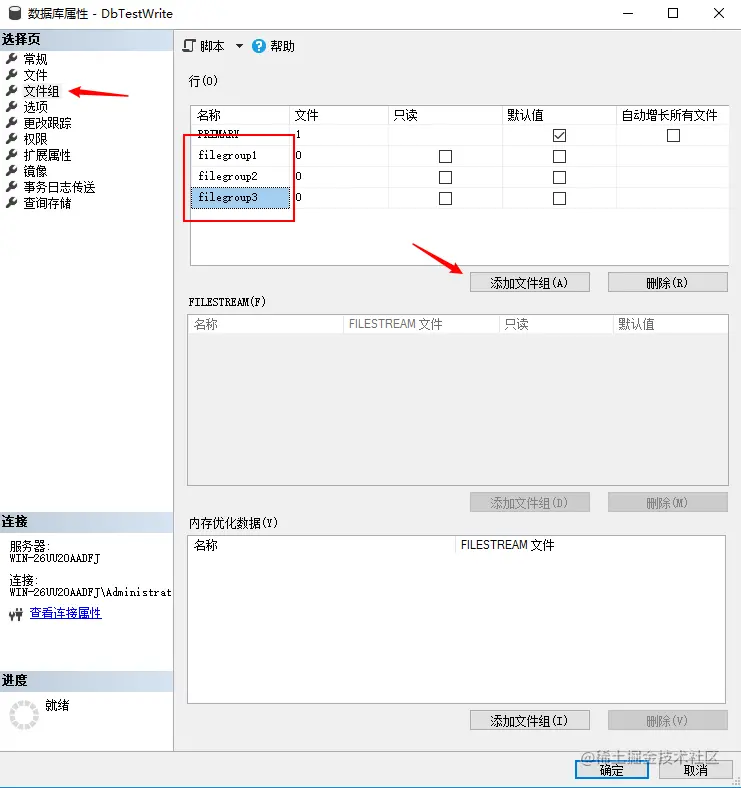 数据库属性 - DbTestWrite
选择页
常规
文件
文件组
选项
更改跟踪
权限
扩展属性
镜像
事务日志传送
查询存储
连接
服务器:
WIN-26UU2OAADFJ
连接:
WIN-26UU2OAADFJ\Administrat
查看连接属性
进度
就绪
脚本 帮助
行(O)
名称 文件 只读 默认值 自动增长所有文件
PRIMARY 1
filegroup1 0
filegroup2 0
filegroup3 0
添加文件组(A) 删除(R)
FILESTREAM(F)
名称 FILESTREAM 文件 只读 默认值
添加文件组(D) 删除(M)
内存优化数据(Y)
名称 FILESTREAM 文件
添加文件组(I) 删除(V)
@稀土掘金技术社区
确定 取消